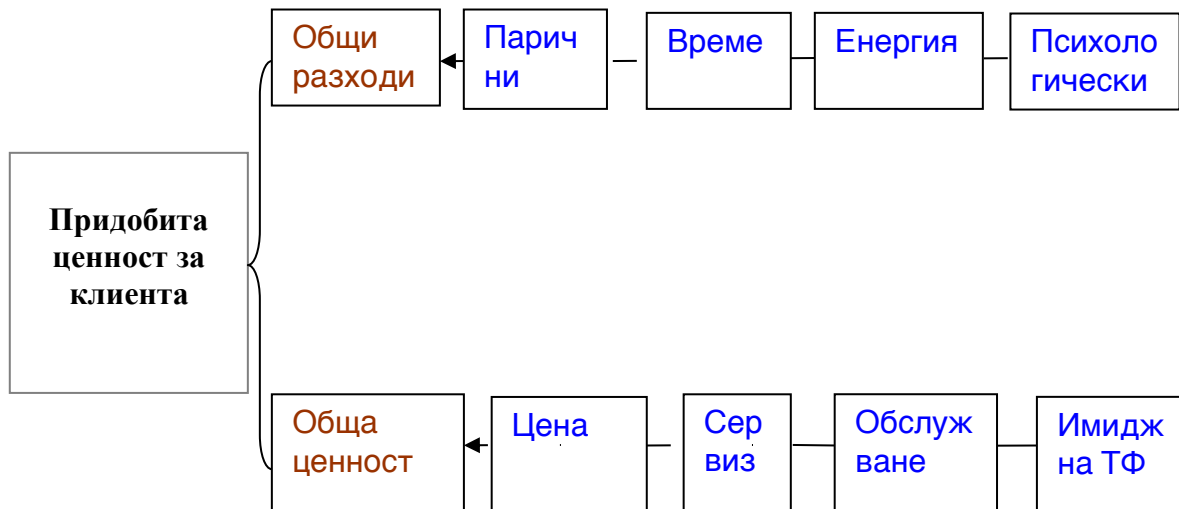 Общи
разходи
Парич
ни
Време
Енергия
Психоло
гически
Придобита
ценност за
клиента
Обща
ценност
Цена
Сер
виз
Обслуж
ване
Имидж
на ТФ